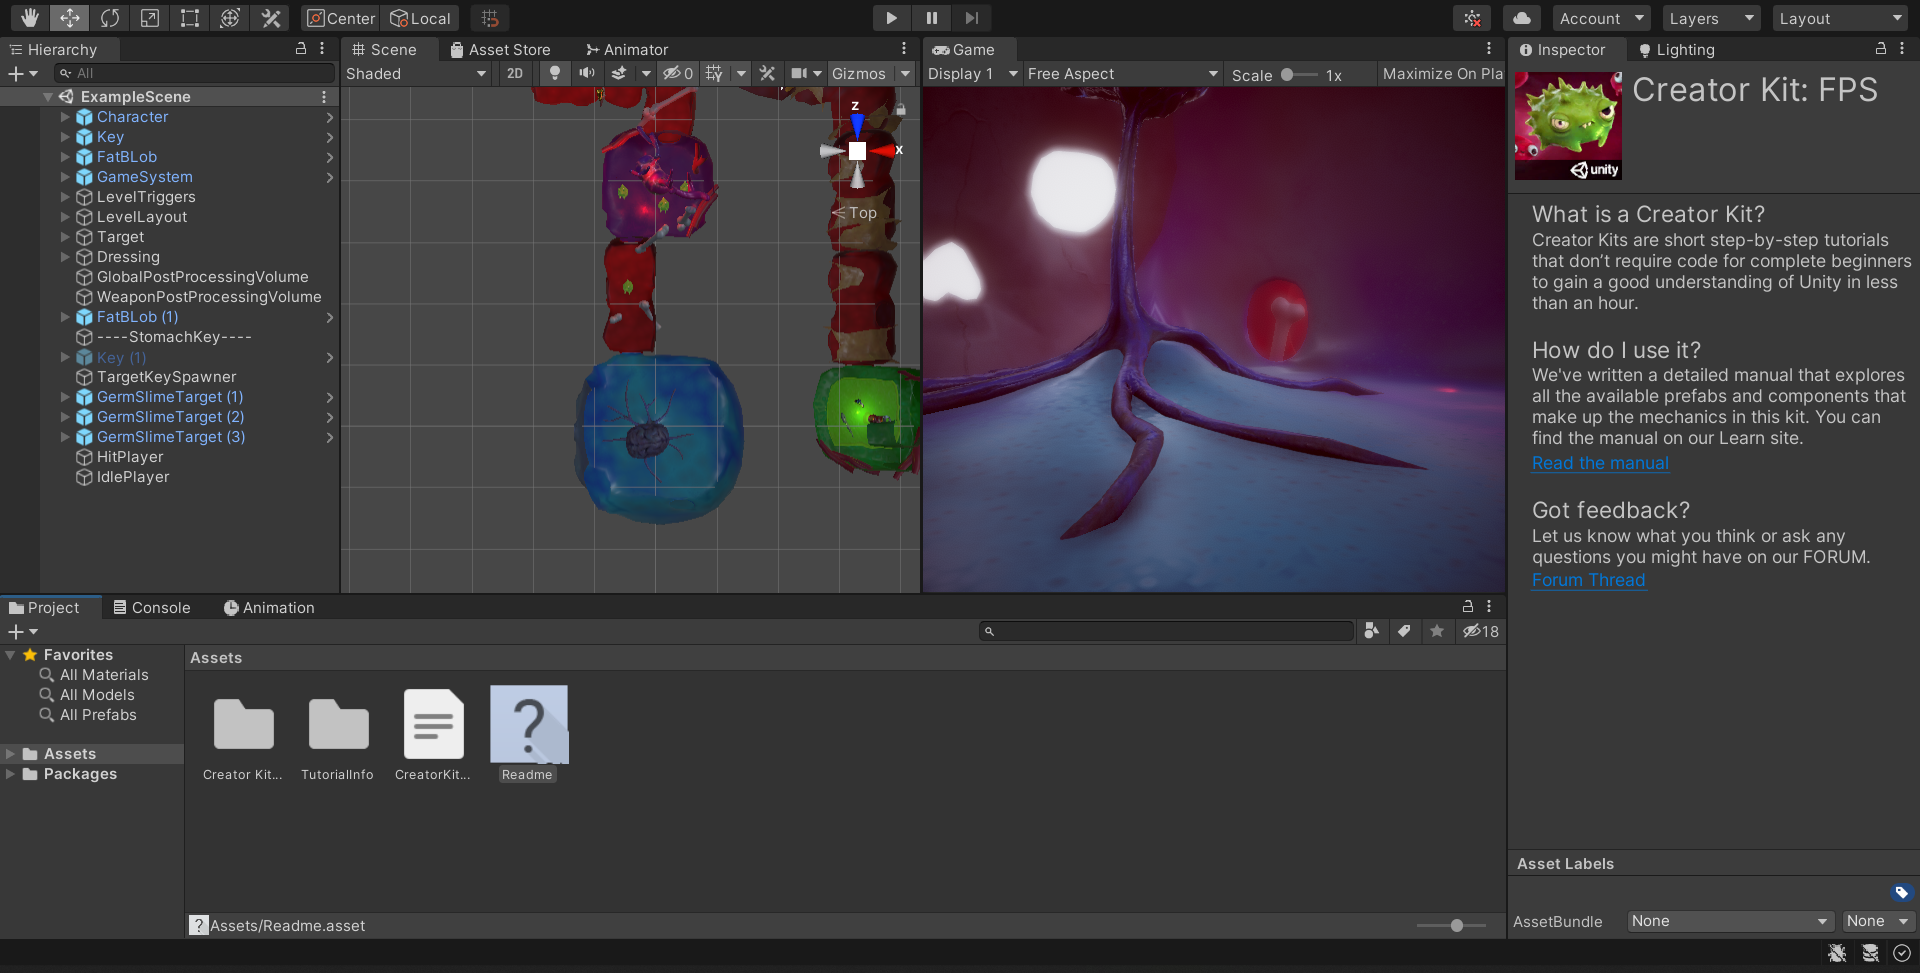 Center
Local
Account
Layers
Layout
Hierarchy
All
ExampleScene
Character
Key
FatBLob
GameSystem
LevelTriggers
LevelLayout
Target
Dressing
GlobalPostProcessingVolume
WeaponPostProcessingVolume
FatBLob (1)
----StomachKey----
Key (1)
TargetKeySpawner
GermSlimeTarget (1)
GermSlimeTarget (2)
GermSlimeTarget (3)
HitPlayer
IdlePlayer
Scene
Asset Store
Animator
Shaded
2D
0
Gizmos
z
x
Top
Game
Display 1
Free Aspect
Scale
1x
Maximize On Pla
Inspector
Lighting
unity
Creator Kit: FPS
What is a Creator Kit?
Creator Kits are short step-by-step tutorials
that don’t require code for complete beginners
to gain a good understanding of Unity in less
than an hour.
How do I use it?
We've written a detailed manual that explores
all the available prefabs and components that
make up the mechanics in this kit. You can
find the manual on our Learn site.
Read the manual
Got feedback?
Let us know what you think or ask any
questions you might have on our FORUM.
Forum Thread
Project
Console
Animation
18
Favorites
All Materials
All Models
All Prefabs
Assets
Packages
Assets
Creator Kit...
TutorialInfo
CreatorKit...
Readme
Assets/Readme.asset
Asset Labels
AssetBundle
None
None